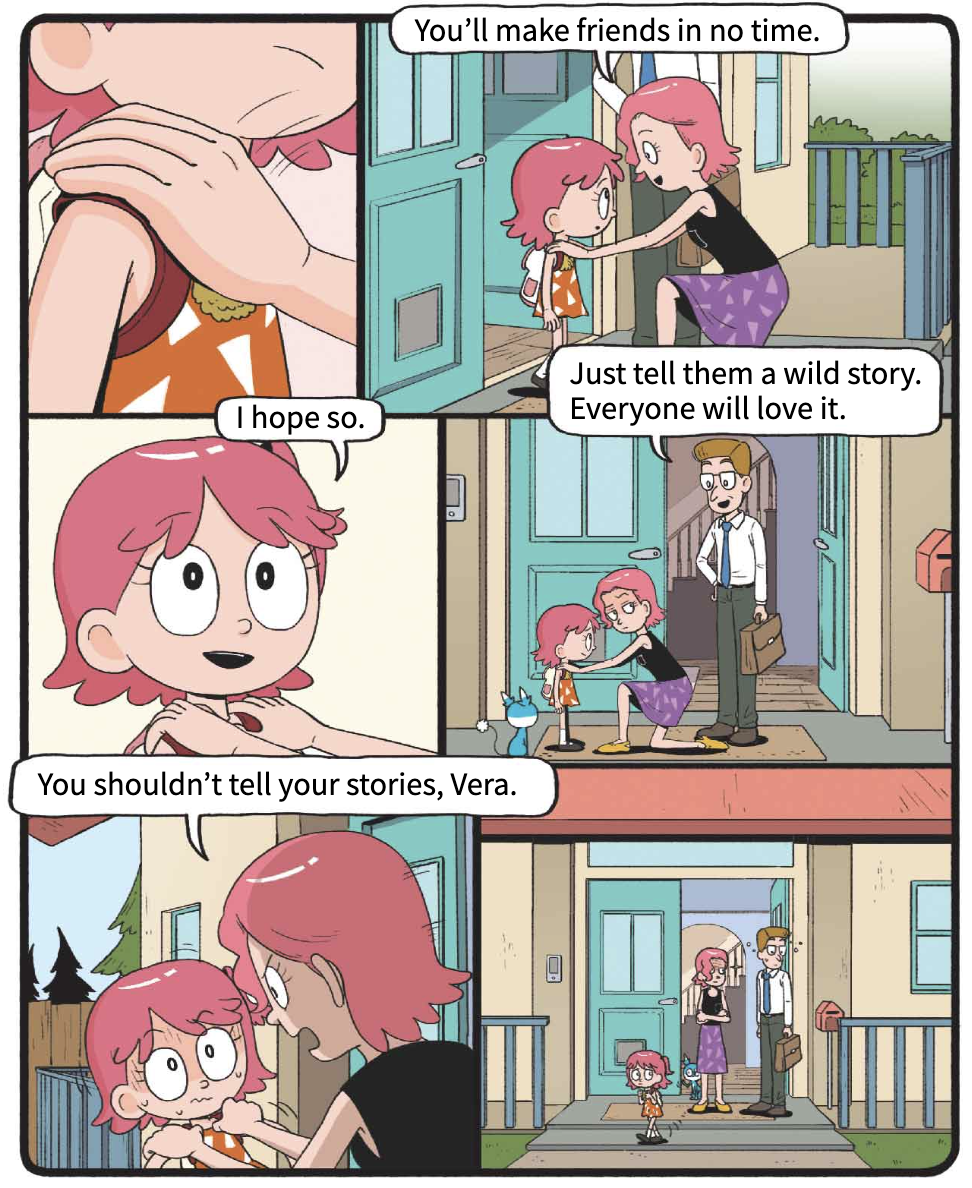 You’ll make friends in no time.
I hope so.
Just tell them a wild story.
Everyone will love it.
You shouldn’t tell your stories, Vera.